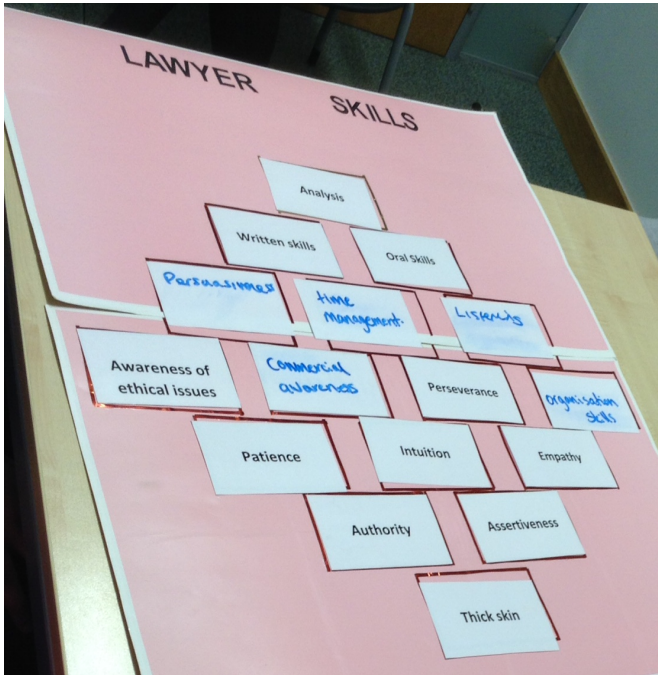 LAWYER SKILLS
Analysis
Written skills
Oral Skills
Persuasiness
time
management.
Listening
Awareness of
ethical issues
Commercial
awareness
Perseverance
organisation
skills
Patience
Intuition
Empathy
Authority
Assertiveness
Thick skin